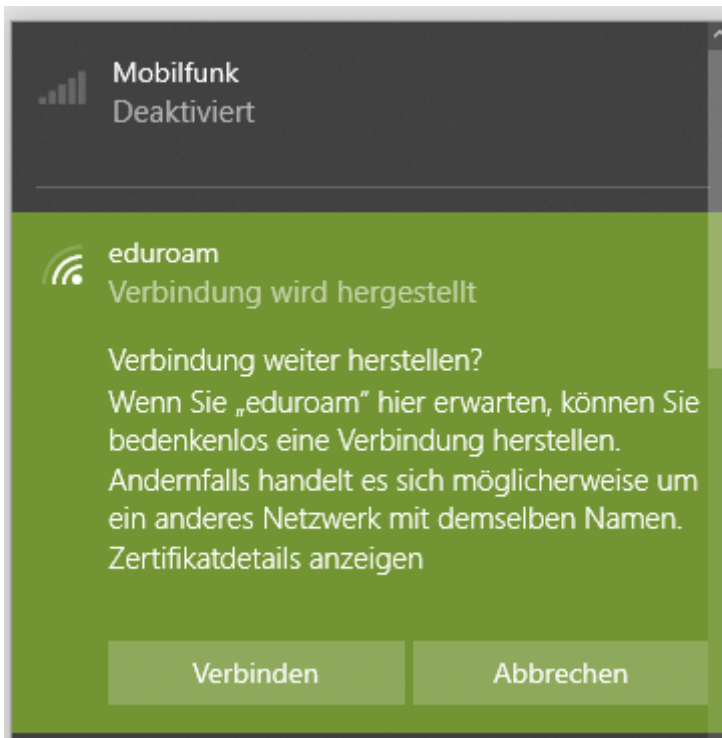 Mobilfunk
Deaktiviert
eduroam
Verbindung wird hergestellt
Verbindung weiter herstellen?
Wenn Sie „eduroam” hier erwarten, können Sie
bedenkenlos eine Verbindung herstellen.
Andernfalls handelt es sich möglicherweise um
ein anderes Netzwerk mit demselben Namen.
Zertifikatdetails anzeigen
Verbinden
Abbrechen